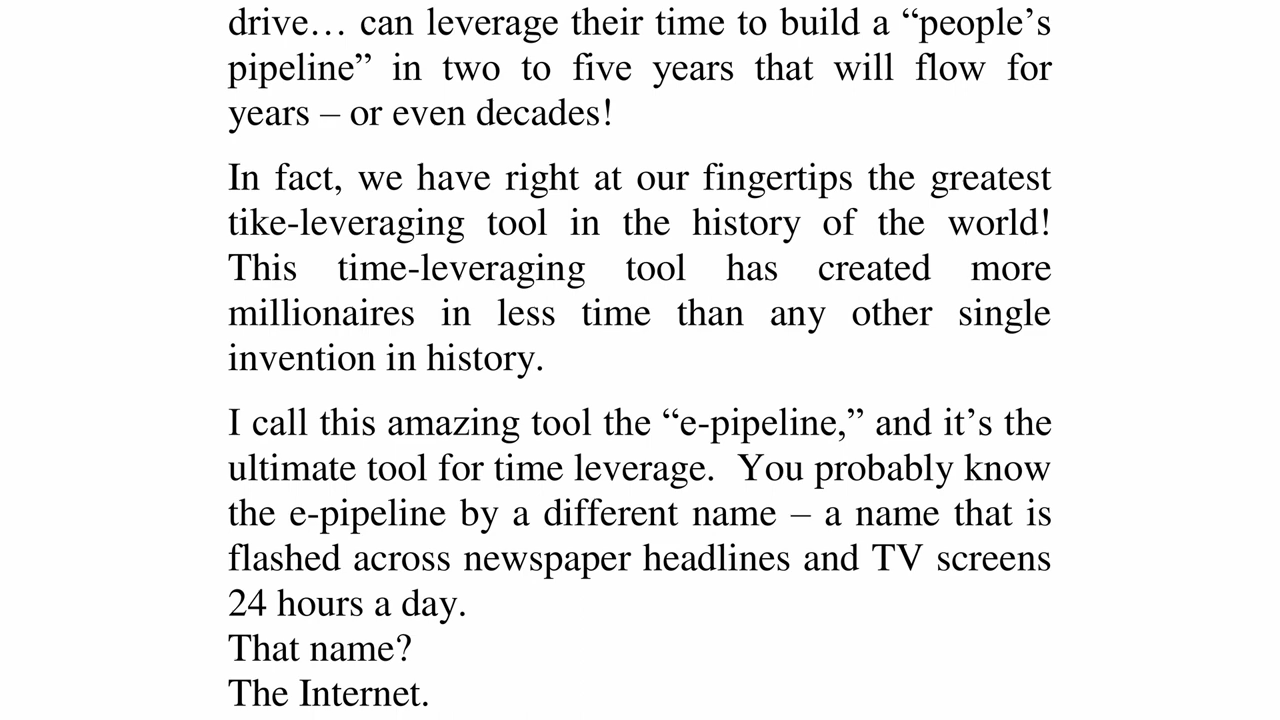 drive… can leverage their time to build a “people’s
pipeline” in two to five years that will flow for
years – or even decades!
In fact, we have right at our fingertips the greatest
tike-leveraging tool in the history of the world!
This time-leveraging tool has created more
millionaires in less time than any other single
invention in history.
I call this amazing tool the “e-pipeline,” and it’s the
ultimate tool for time leverage.  You probably know
the e-pipeline by a different name – a name that is
flashed across newspaper headlines and TV screens
24 hours a day.
That name?
The Internet.